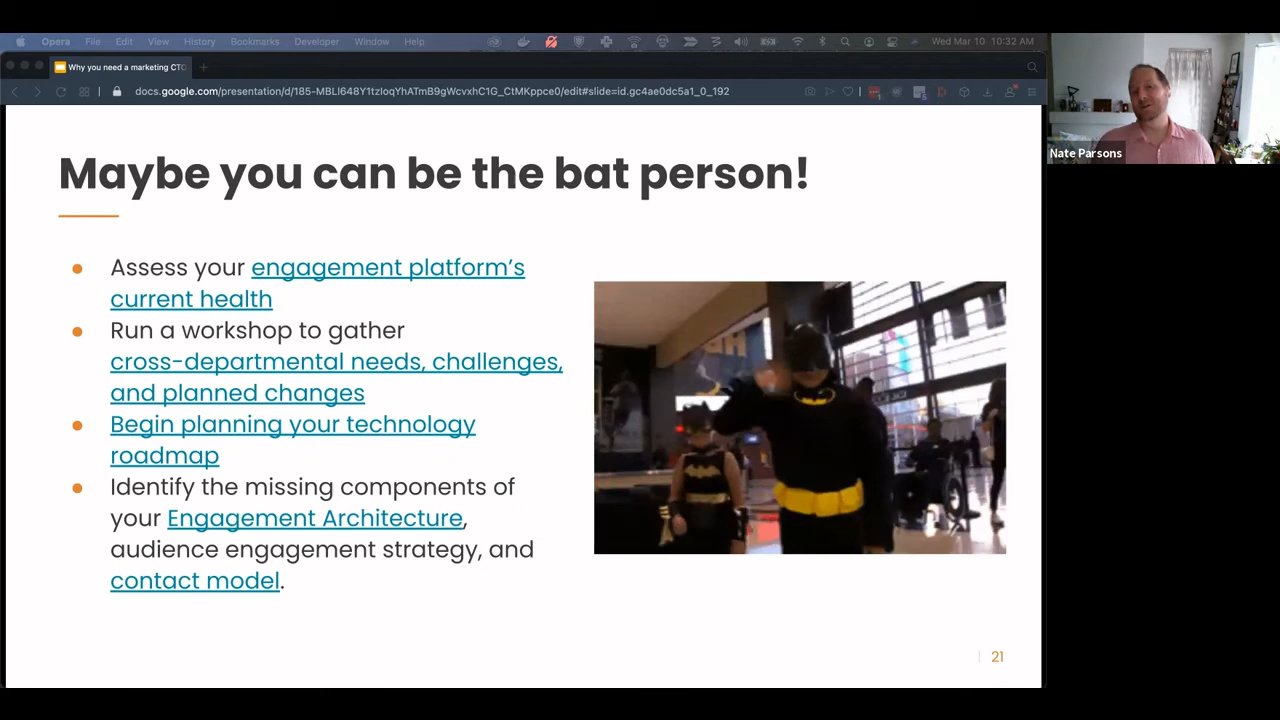 Opera File Edit View History Bookmarks Developer Window Help Wed Mar 10 10:32 AM
Why you need a marketing CTO
docs.google.com/presentation/d/185-MBLl648Y1tzloqYhATmB9gWcvxhC1G_CtMKppce0/edit#slide=id.gc4ae0dc5a1_0_192
Nate Parsons
Maybe you can be the bat person!
● Assess your engagement platform’s
current health
● Run a workshop to gather
cross-departmental needs, challenges,
and planned changes
● Begin planning your technology
roadmap
● Identify the missing components of
your Engagement Architecture,
audience engagement strategy, and
contact model.
21